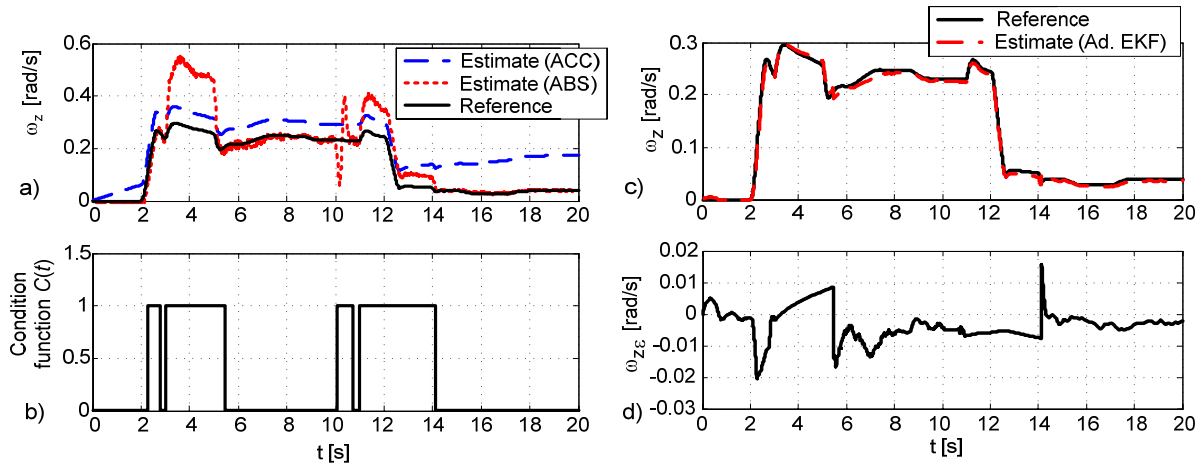 ω_z [rad/s]
0.6
0.4
0.2
0
Estimate (ACC)
Estimate (ABS)
Reference
a)
0 2 4 6 8 10 12 14 16 18 20
Condition
function C(t)
1.5
1
0.5
0
b)
0 2 4 6 8 10 12 14 16 18 20
t [s]
Reference
Estimate (Ad. EKF)
ω_z [rad/s]
0.3
0.2
0.1
0
c)
0 2 4 6 8 10 12 14 16 18 20
ω_zε [rad/s]
0.02
0.01
0
-0.01
-0.02
-0.03
d)
0 2 4 6 8 10 12 14 16 18 20
t [s]